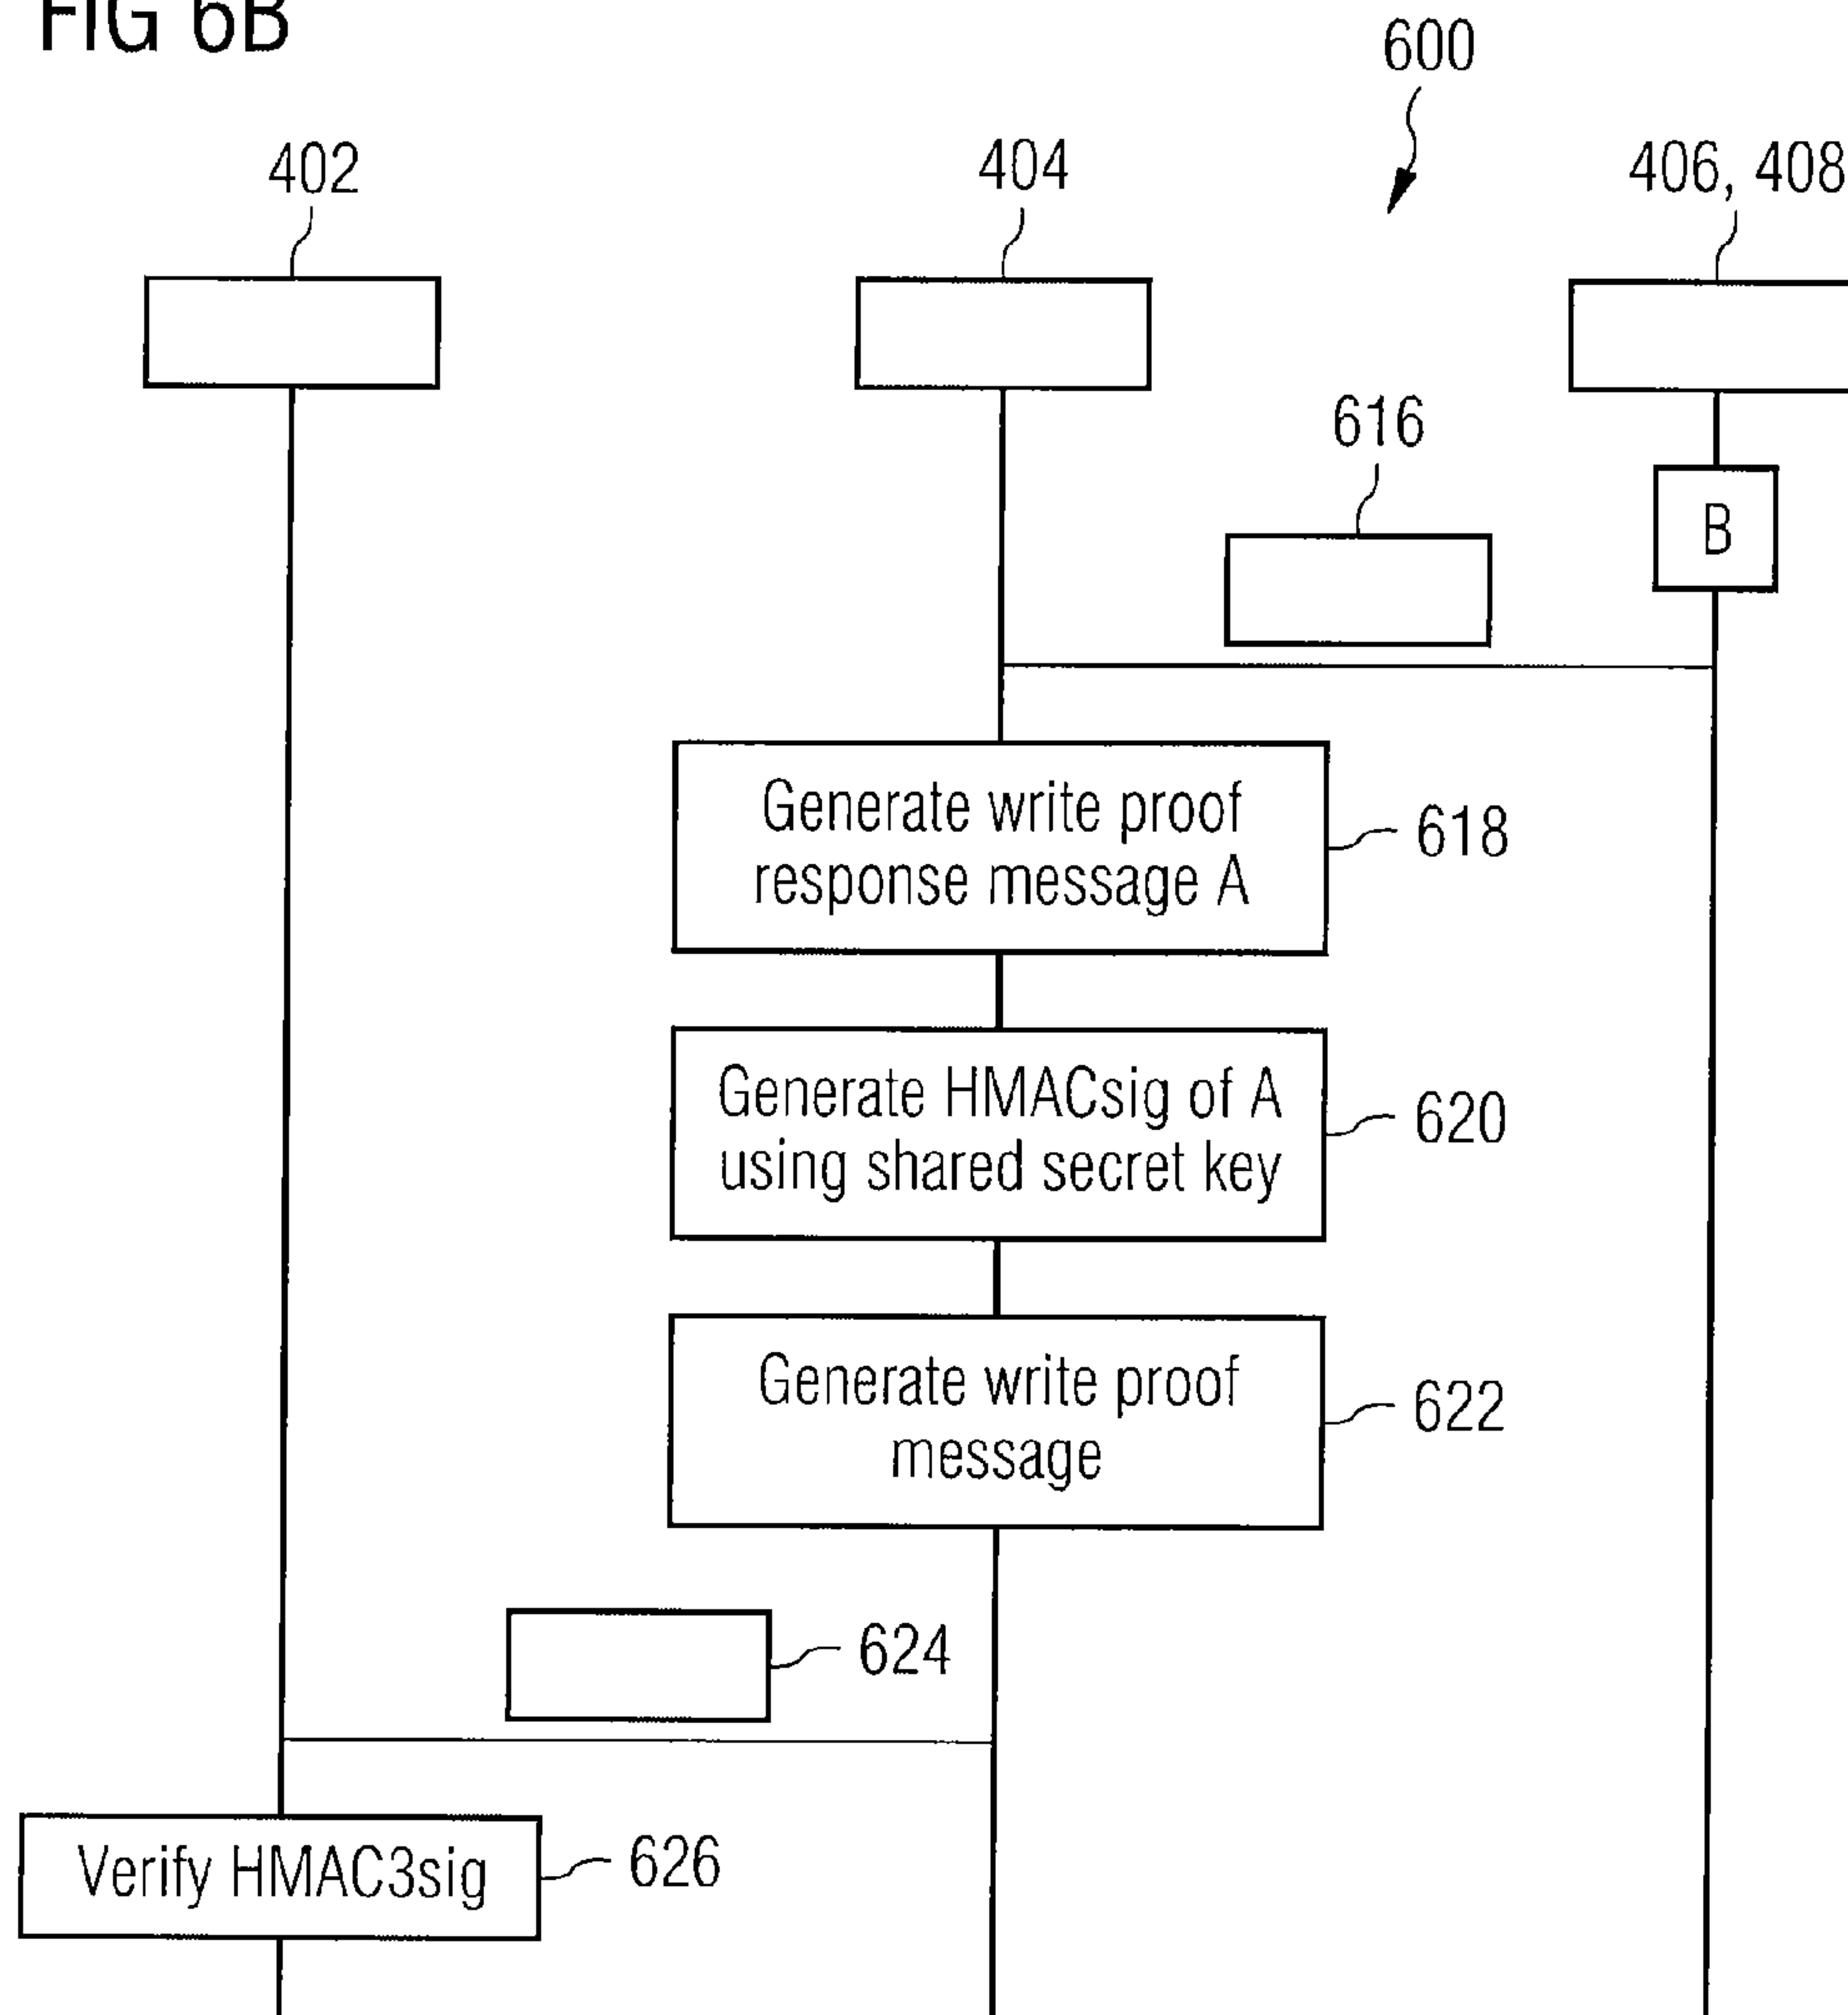 FIG 6B
600
402
404
406, 408
616
B
Generate write proof
response message A
618
Generate HMACsig of A
using shared secret key
620
Generate write proof
message
622
624
Verify HMAC3sig
626